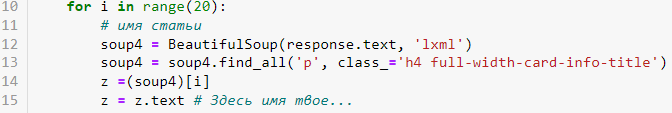 10 for i in range(20):
11 # имя статьи
12 soup4 = BeautifulSoup(response.text, 'lxml')
13 soup4 = soup4.find_all('p', class_='h4 full-width-card-info-title')
14 z =(soup4)[i]
15 z = z.text # Здесь имя твое...